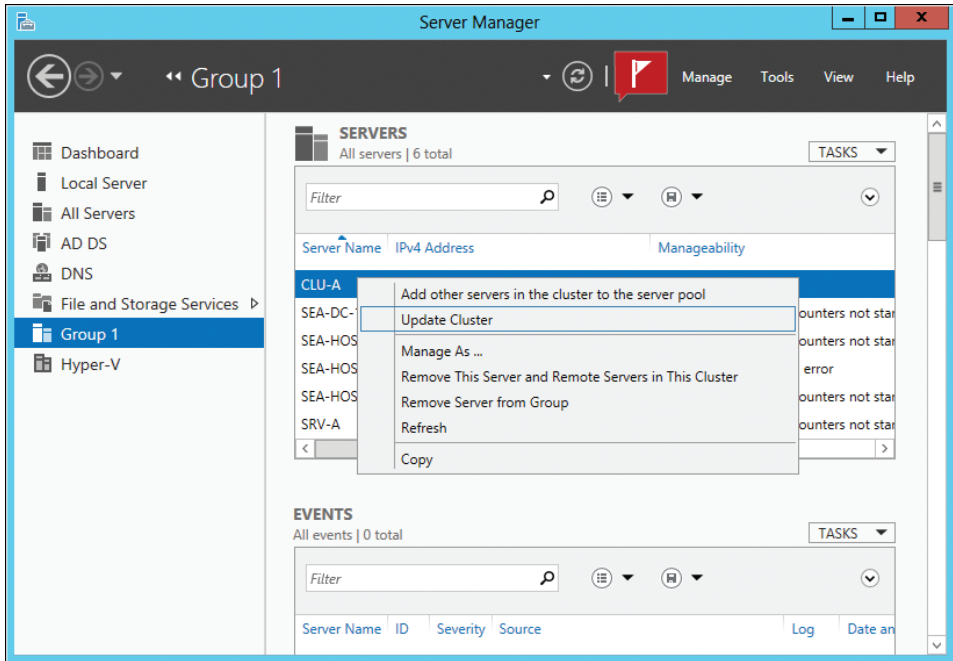 Server Manager
Group 1
Manage Tools View Help
Dashboard
Local Server
All Servers
AD DS
DNS
File and Storage Services
Group 1
Hyper-V
SERVERS
All servers | 6 total
TASKS
Filter
Server Name IPv4 Address Manageability
CLU-A
SEA-DC-1 ounters not star
SEA-HOS ounters not star
SEA-HOS error
SEA-HOS ounters not star
SRV-A ounters not star
Add other servers in the cluster to the server pool
Update Cluster
Manage As ...
Remove This Server and Remote Servers in This Cluster
Remove Server from Group
Refresh
Copy
EVENTS
All events | 0 total
TASKS
Filter
Server Name ID Severity Source Log Date an